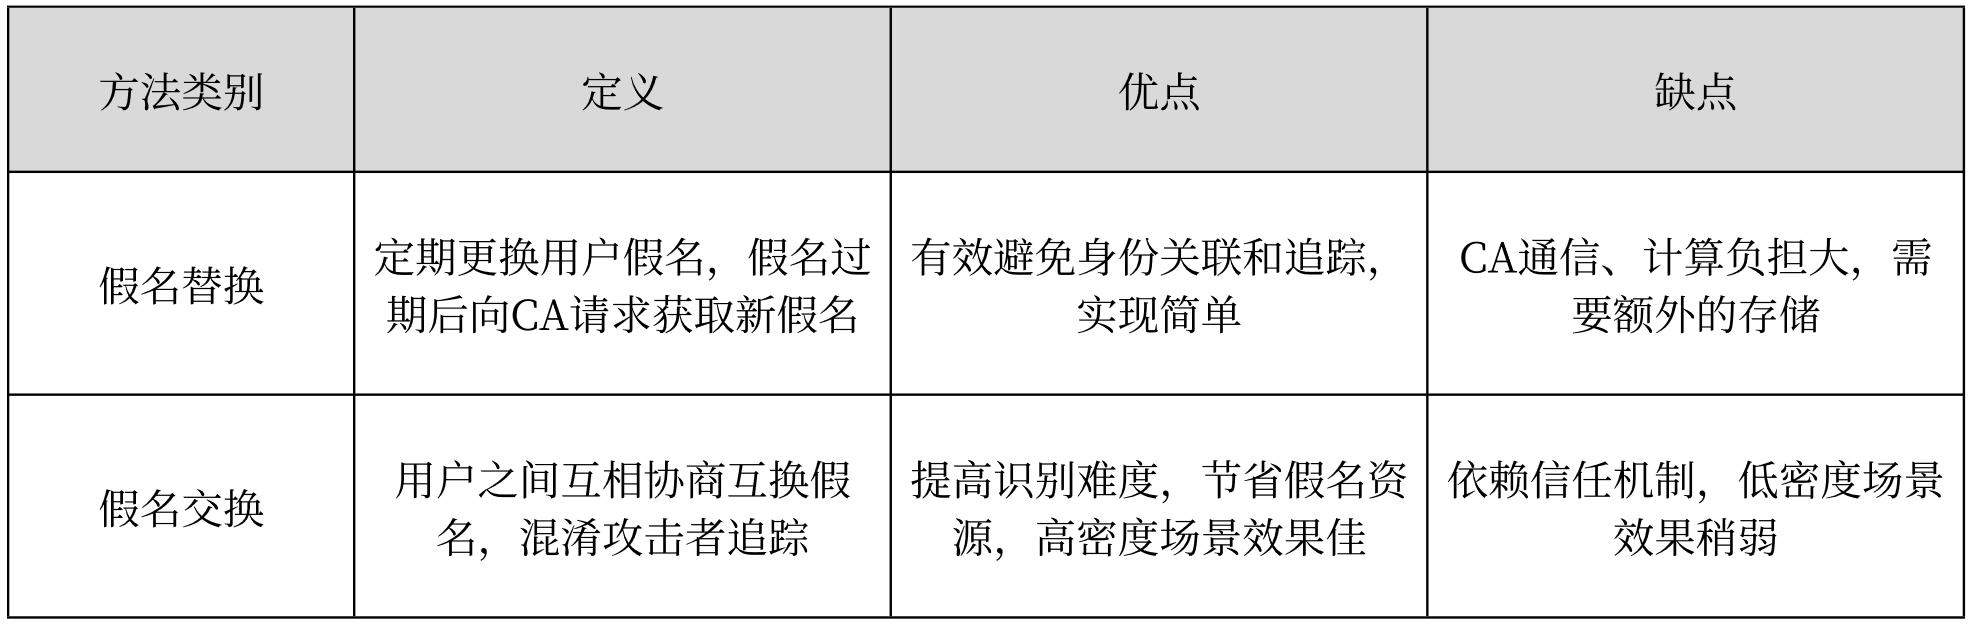 方法类别
定义
优点
缺点
假名替换
定期更换用户假名，假名过
期后向CA请求获取新假名
有效避免身份关联和追踪，
实现简单
CA通信、计算负担大，需
要额外的存储
假名交换
用户之间互相协商互换假
名，混淆攻击者追踪
提高识别难度，节省假名资
源，高密度场景效果佳
依赖信任机制，低密度场景
效果稍弱